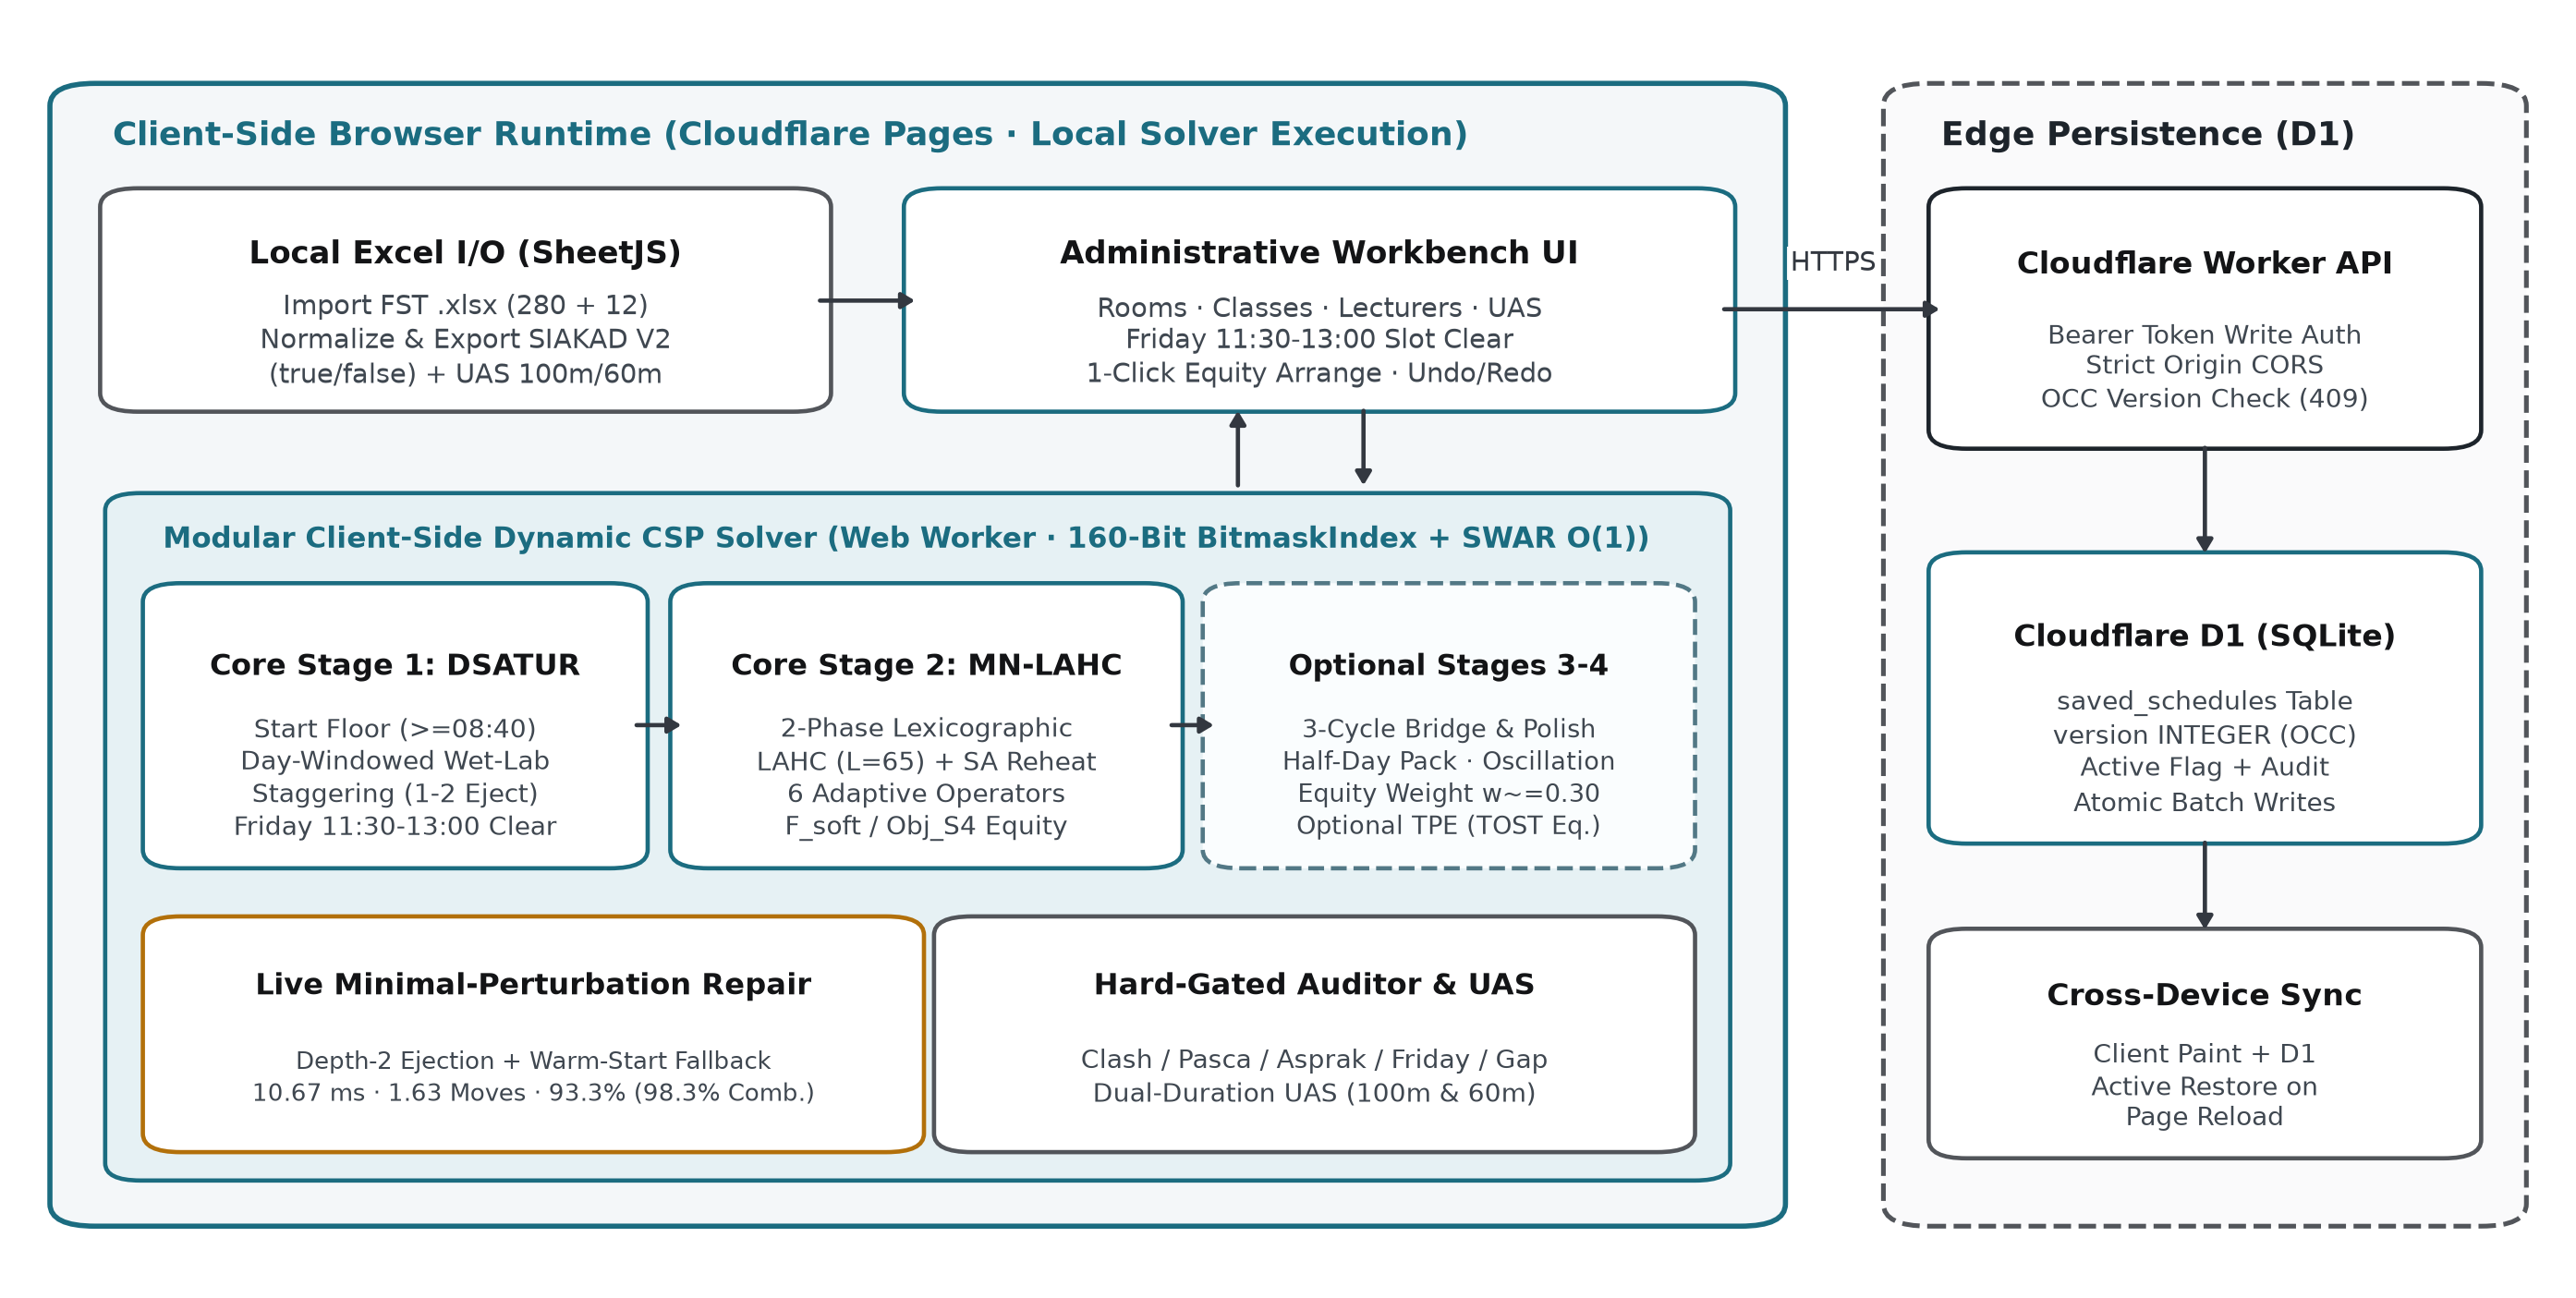 Client-Side Browser Runtime (Cloudflare Pages · Local Solver Execution)
Local Excel I/O (SheetJS)
Import FST .xlsx (280 + 12)
Normalize & Export SIAKAD V2
(true/false) + UAS 100m/60m
Administrative Workbench UI
Rooms · Classes · Lecturers · UAS
Friday 11:30-13:00 Slot Clear
1-Click Equity Arrange · Undo/Redo
HTTPS
Modular Client-Side Dynamic CSP Solver (Web Worker · 160-Bit BitmaskIndex + SWAR O(1))
Core Stage 1: DSATUR
Start Floor (>=08:40)
Day-Windowed Wet-Lab
Staggering (1-2 Eject)
Friday 11:30-13:00 Clear
Core Stage 2: MN-LAHC
2-Phase Lexicographic
LAHC (L=65) + SA Reheat
6 Adaptive Operators
F_soft / Obj_S4 Equity
Optional Stages 3-4
3-Cycle Bridge & Polish
Half-Day Pack · Oscillation
Equity Weight w~=0.30
Optional TPE (TOST Eq.)
Live Minimal-Perturbation Repair
Depth-2 Ejection + Warm-Start Fallback
10.67 ms · 1.63 Moves · 93.3% (98.3% Comb.)
Hard-Gated Auditor & UAS
Clash / Pasca / Asprak / Friday / Gap
Dual-Duration UAS (100m & 60m)
Edge Persistence (D1)
Cloudflare Worker API
Bearer Token Write Auth
Strict Origin CORS
OCC Version Check (409)
Cloudflare D1 (SQLite)
saved_schedules Table
version INTEGER (OCC)
Active Flag + Audit
Atomic Batch Writes
Cross-Device Sync
Client Paint + D1
Active Restore on
Page Reload